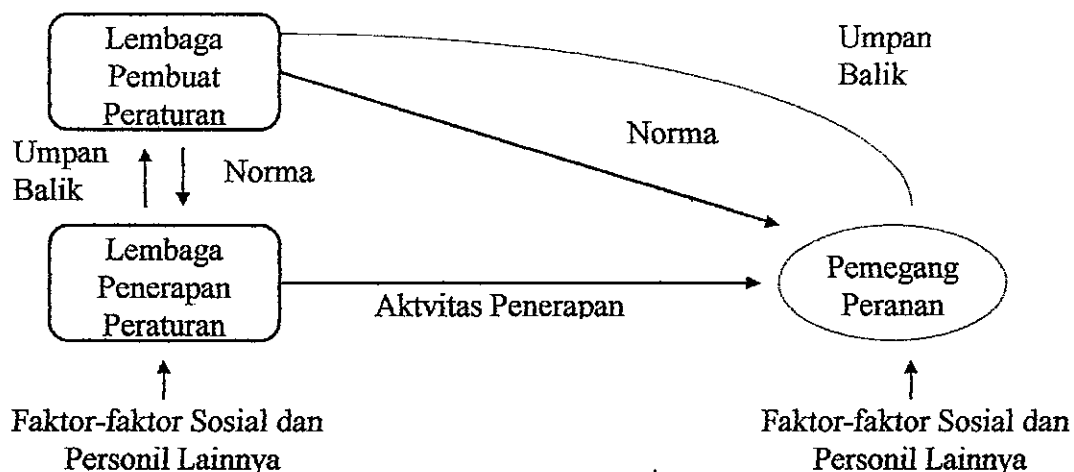 Lembaga
Pembuat
Peraturan
Umpan
Balik
Norma
Umpan
Balik
Norma
Lembaga
Penerapan
Peraturan
Aktvitas Penerapan
Pemegang
Peranan
Faktor-faktor Sosial dan
Personil Lainnya
Faktor-faktor Sosial dan
Personil Lainnya